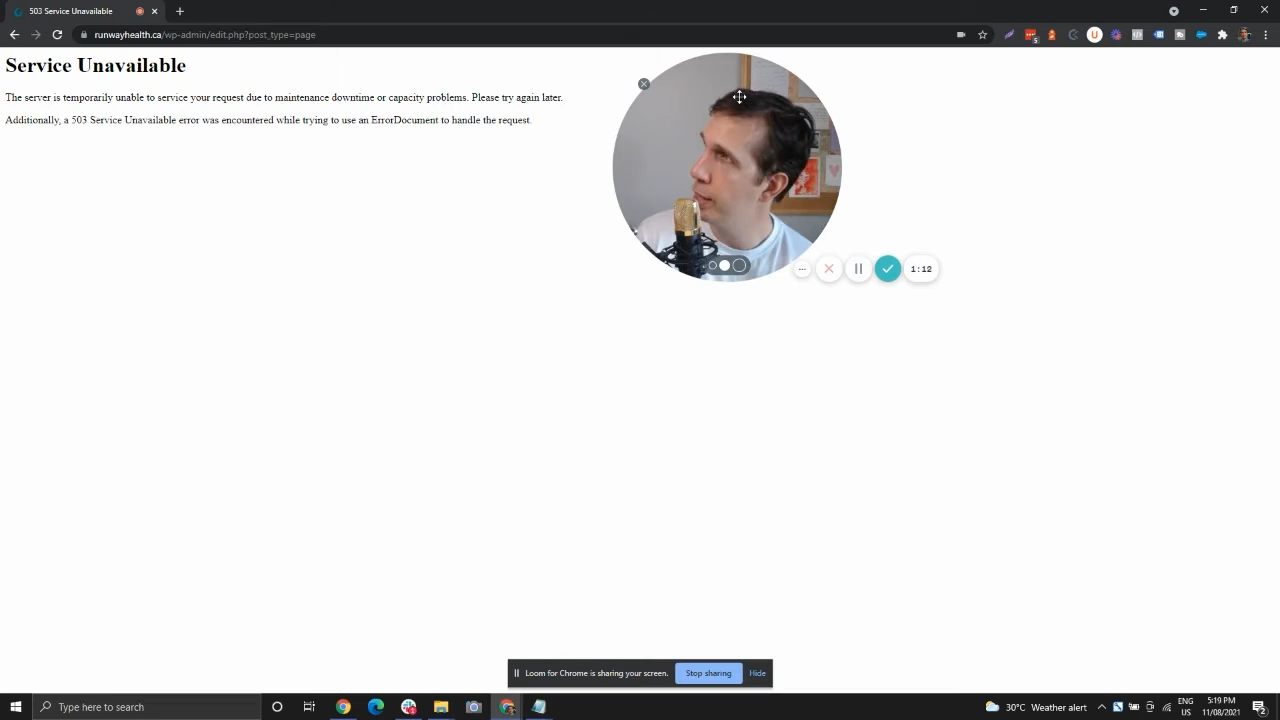 503 Service Unavailable
runwayhealth.ca/wp-admin/edit.php?post_type=page
5
U
Service Unavailable
The server is temporarily unable to service your request due to maintenance downtime or capacity problems. Please try again later.
Additionally, a 503 Service Unavailable error was encountered while trying to use an ErrorDocument to handle the request.
1:12
Loom for Chrome is sharing your screen.
Stop sharing
Hide
Type here to search
30°C Weather alert
ENG
US
5:19 PM
11/08/2021
2